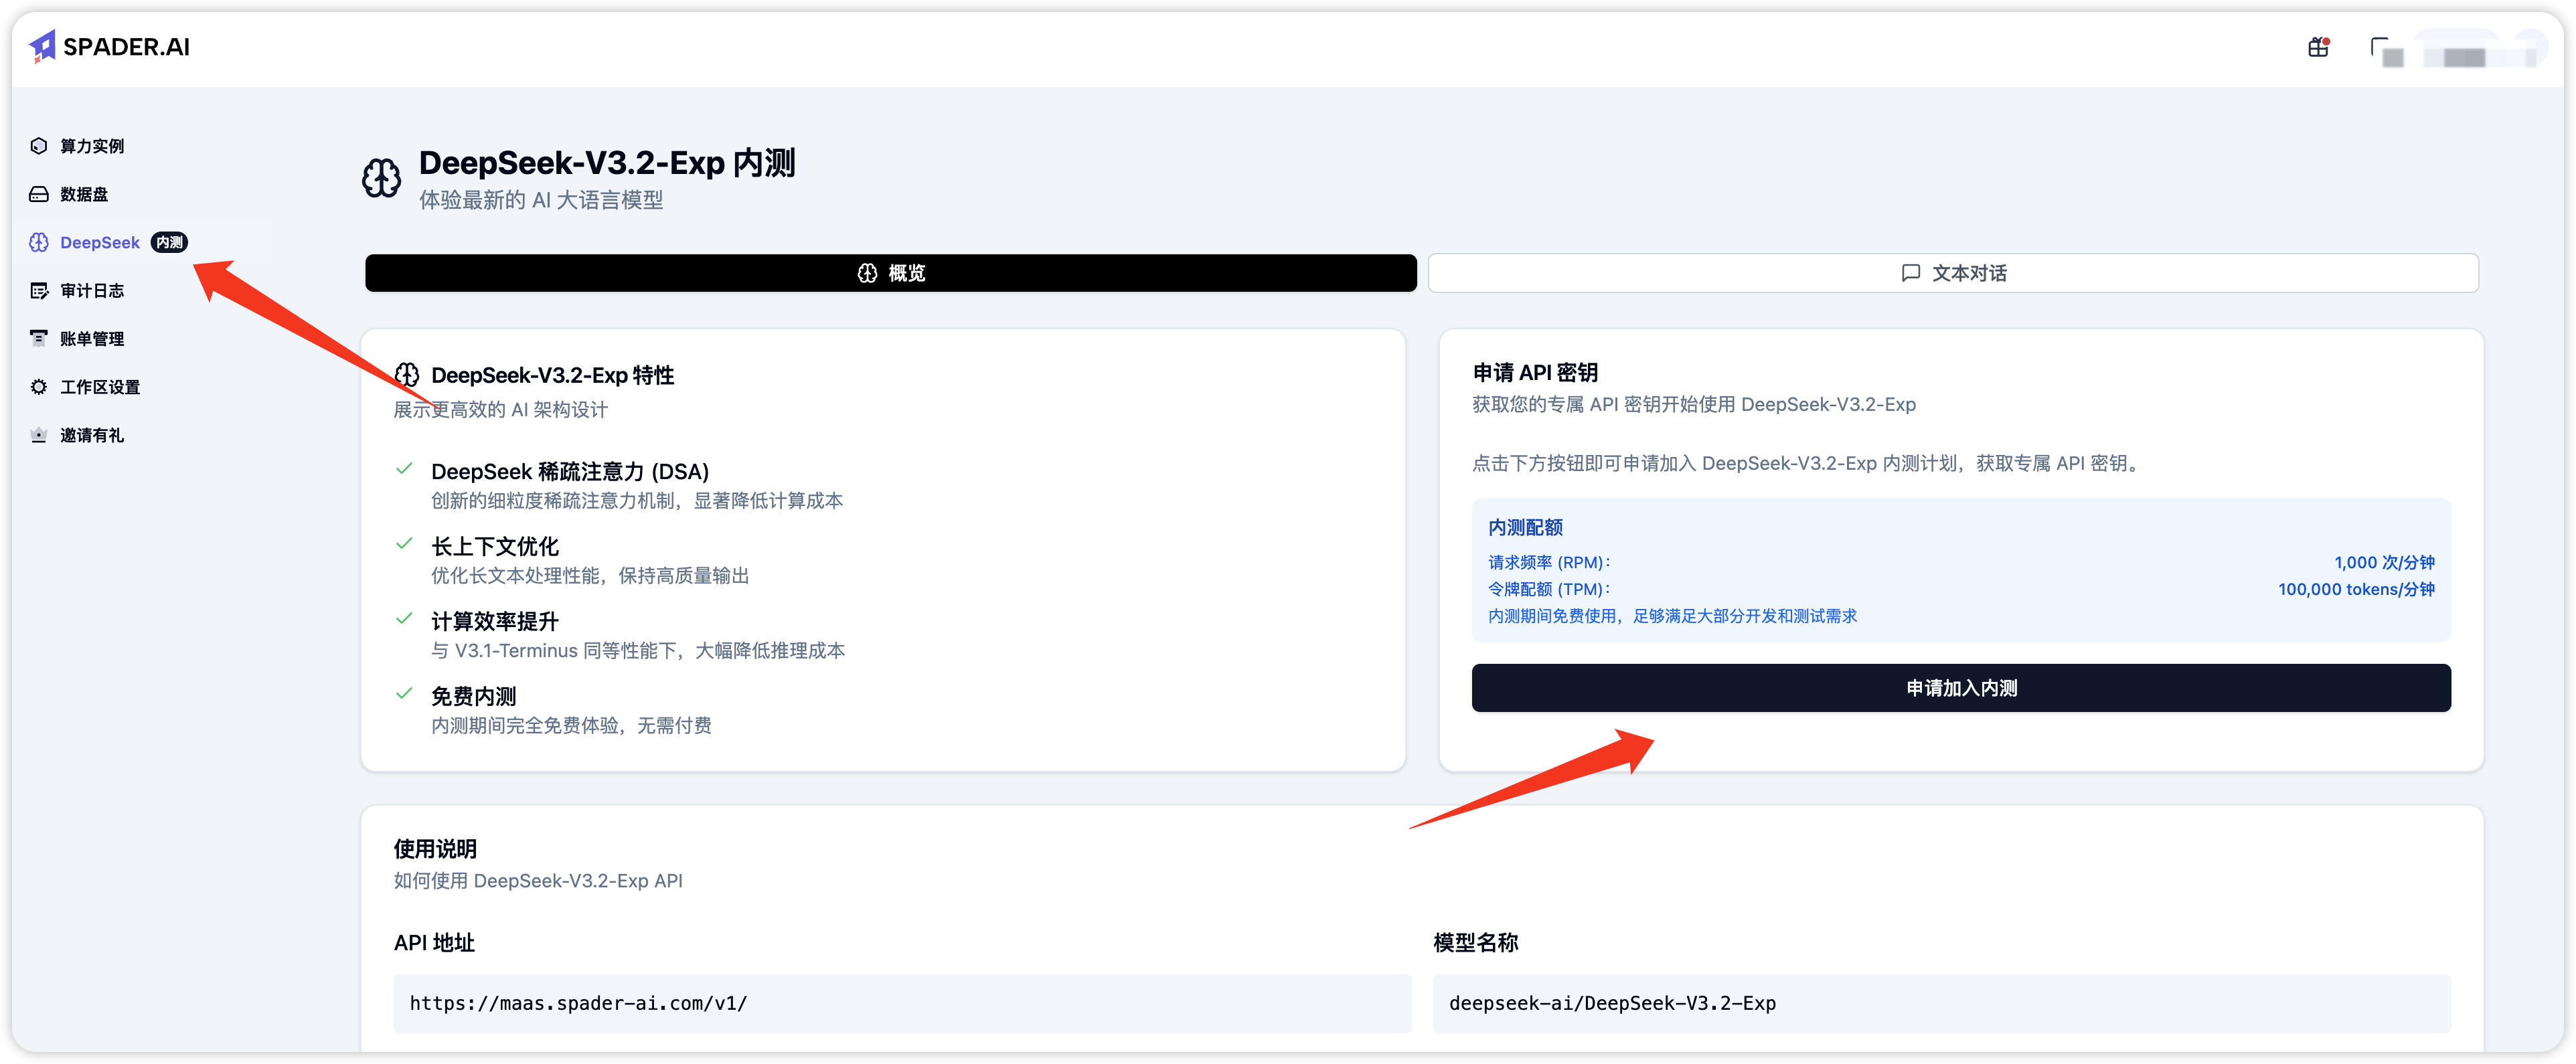 SPADER.AI
算力实例
数据盘
DeepSeek 内测
审计日志
账单管理
工作区设置
邀请有礼
DeepSeek-V3.2-Exp 内测
体验最新的 AI 大语言模型
概览
文本对话
DeepSeek-V3.2-Exp 特性
展示更高效的 AI 架构设计
DeepSeek 稀疏注意力 (DSA)
创新的细粒度稀疏注意力机制，显著降低计算成本
长上下文优化
优化长文本处理性能，保持高质量输出
计算效率提升
与 V3.1-Terminus 同等性能下，大幅降低推理成本
免费内测
内测期间完全免费体验，无需付费
申请 API 密钥
获取您的专属 API 密钥开始使用 DeepSeek-V3.2-Exp
点击下方按钮即可申请加入 DeepSeek-V3.2-Exp 内测计划，获取专属 API 密钥。
内测配额
请求频率 (RPM)： 1,000 次/分钟
令牌配额 (TPM)： 100,000 tokens/分钟
内测期间免费使用，足够满足大部分开发和测试需求
申请加入内测
使用说明
如何使用 DeepSeek-V3.2-Exp API
API 地址
https://maas.spader-ai.com/v1/
模型名称
deepseek-ai/DeepSeek-V3.2-Exp